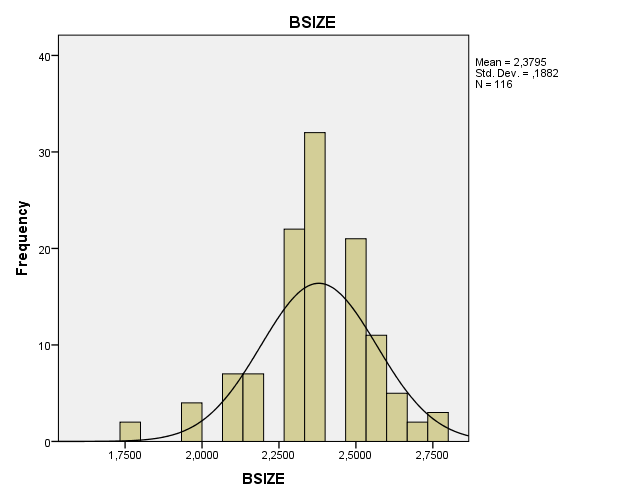 BSIZE
Mean = 2,3795
Std. Dev. = ,1882
N = 116
40
30
20
10
0
Frequency
1,7500 2,0000 2,2500 2,5000 2,7500
BSIZE